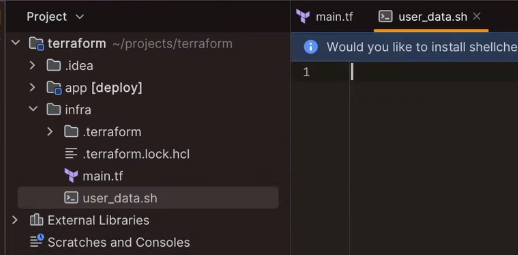 Project
main.tf
user_data.sh
terraform ~/projects/terraform
Would you like to install shellche
.idea
1
app [deploy]
infra
.terraform
.terraform.lock.hcl
main.tf
user_data.sh
External Libraries
Scratches and Consoles